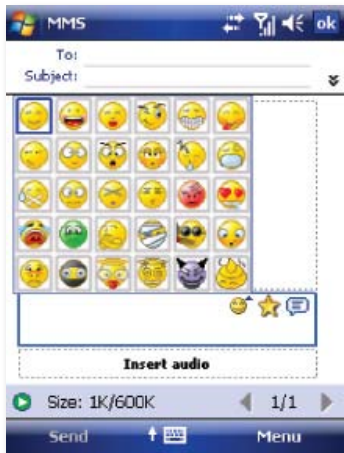 MMS ok
To:
Subject:
Insert audio
Size: 1K/600K 1/1
Send Menu